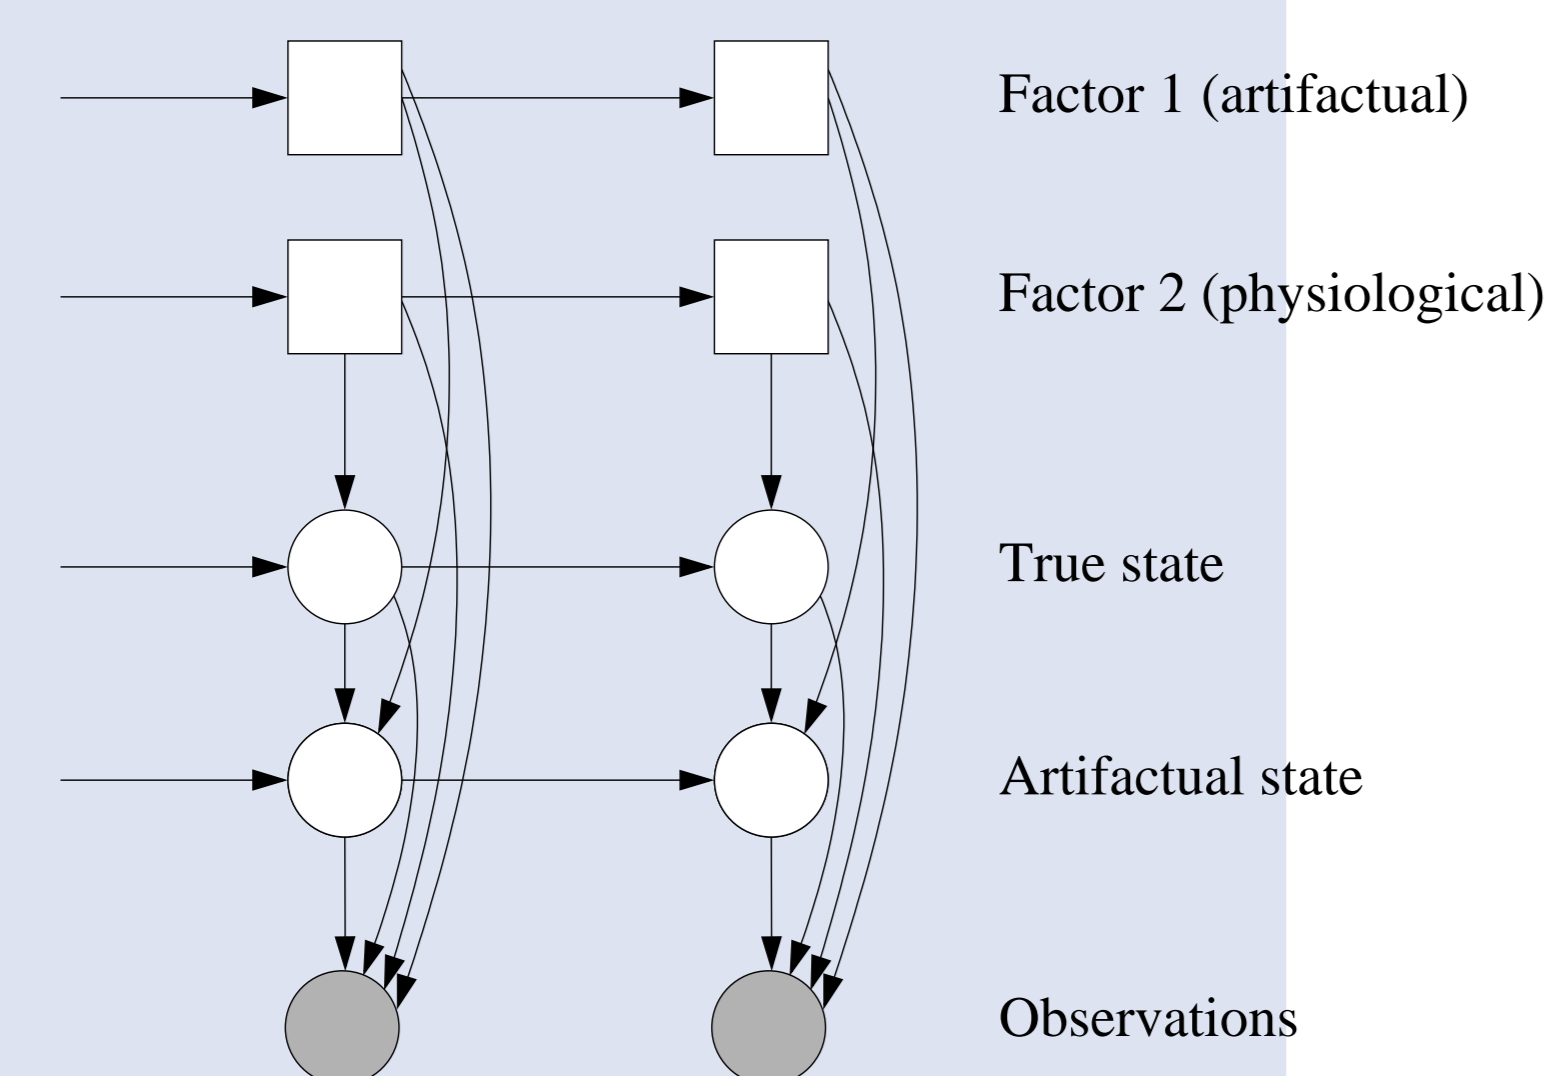 Factor 1 (artifactual)
Factor 2 (physiological)
True state
Artifactual state
Observations